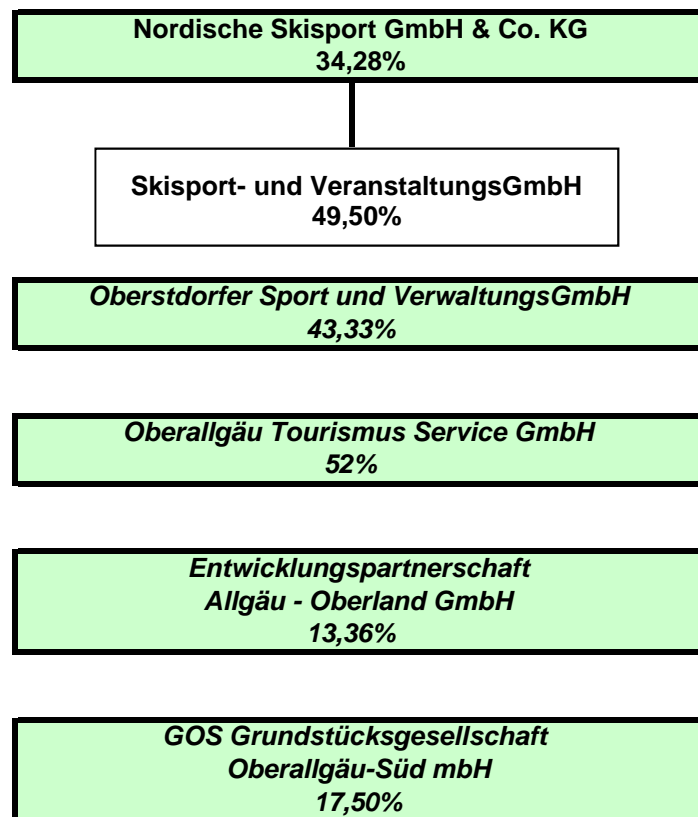 Nordische Skisport GmbH & Co. KG
34,28%
Skisport- und VeranstaltungsGmbH
49,50%
Oberstdorfer Sport und VerwaltungsGmbH
43,33%
Oberallgäu Tourismus Service GmbH
52%
Entwicklungspartnerschaft
Allgäu - Oberland GmbH
13,36%
GOS Grundstücksgesellschaft
Oberallgäu-Süd mbH
17,50%